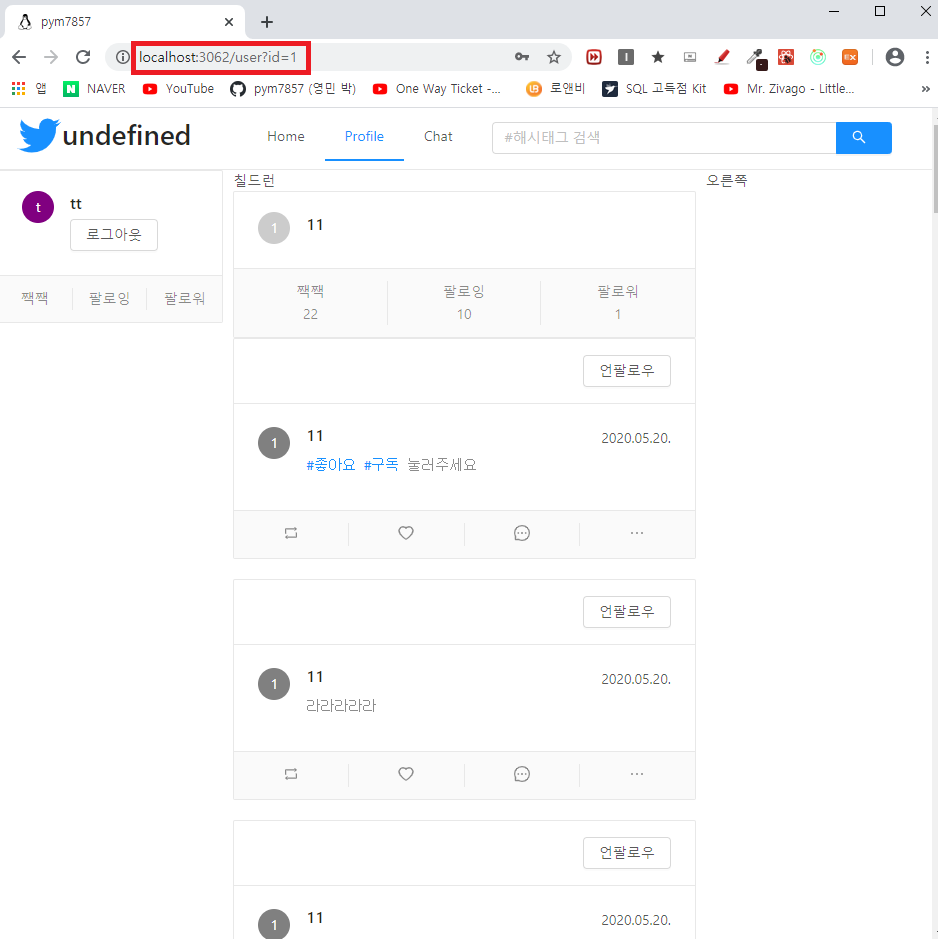 pym7857
localhost:3062/user?id=1
앱 NAVER YouTube pym7857 (영민 박) One Way Ticket -... 로앤비 SQL 고득점 Kit Mr. Zivago - Little... »
undefined Home Profile Chat #해시태그 검색
칠드런 오른쪽
t tt
로그아웃
짹짹 팔로잉 팔로워
1 11
짹짹 팔로잉 팔로워
22 10 1
언팔로우
1 11 2020.05.20.
#좋아요 #구독 눌러주세요
언팔로우
1 11 2020.05.20.
라라라라라
언팔로우
1 11 2020.05.20.